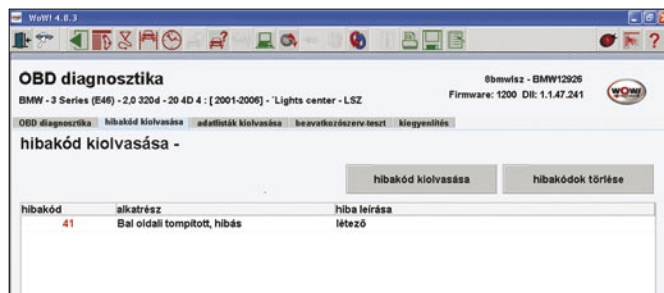 WoW! 4.8.3
OBD diagnosztika
8bmwlsz - BMW12926
BMW - 3 Series (E46) - 2,0 320d - 20 4D 4 : [ 2001-2006] - ´Lights center - LSZ
Firmware: 1200 Dll: 1.1.47.241
WOW!
OBD diagnosztika hibakód kiolvasása adatlisták kiolvasása beavatkozószerv-teszt kiegyenlítés
hibakód kiolvasása -
hibakód kiolvasása hibakódok törlése
hibakód alkatrész hiba leírása
41 Bal oldali tompított, hibás létező